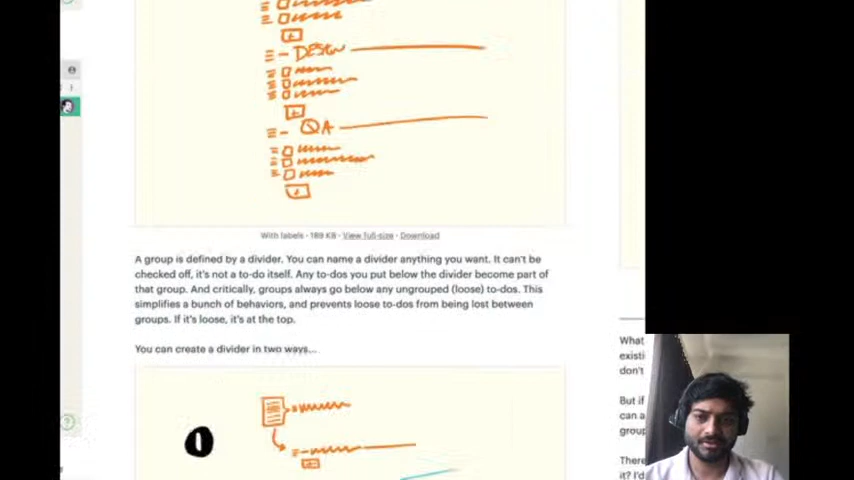 DESIGN
QA
With labels - 189 KB - View full-size - Download
A group is defined by a divider. You can name a divider anything you want. It can't be
checked off, it's not a to-do itself. Any to-dos you put below the divider become part of
that group. And critically, groups always go below any ungrouped (loose) to-dos. This
simplifies a bunch of behaviors, and prevents loose to-dos from being lost between
groups. If it's loose, it's at the top.
You can create a divider in two ways...
1
What
existi
don't
But if
can a
group
There
it? I'd